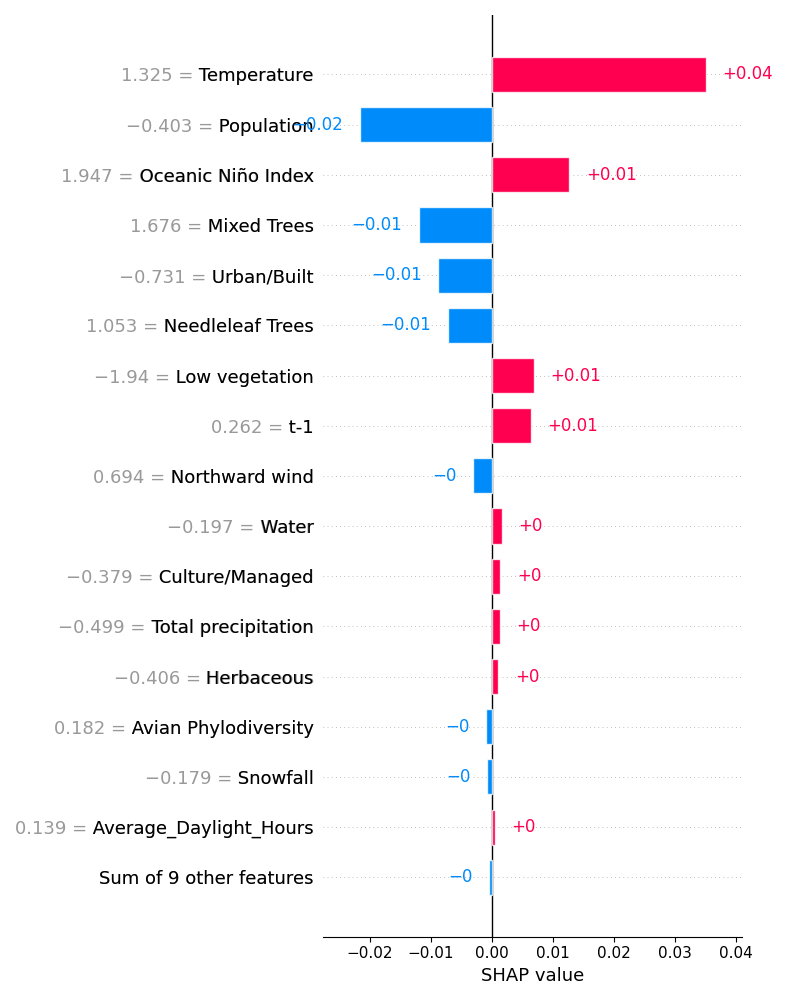 1.325 = Temperature +0.04
−0.403 = Population −0.02
1.947 = Oceanic Niño Index +0.01
1.676 = Mixed Trees −0.01
−0.731 = Urban/Built −0.01
1.053 = Needleleaf Trees −0.01
−1.94 = Low vegetation +0.01
0.262 = t-1 +0.01
0.694 = Northward wind −0
−0.197 = Water +0
−0.379 = Culture/Managed +0
−0.499 = Total precipitation +0
−0.406 = Herbaceous +0
0.182 = Avian Phylodiversity −0
−0.179 = Snowfall −0
0.139 = Average_Daylight_Hours +0
Sum of 9 other features −0
−0.02 −0.01 0.00 0.01 0.02 0.03 0.04
SHAP value